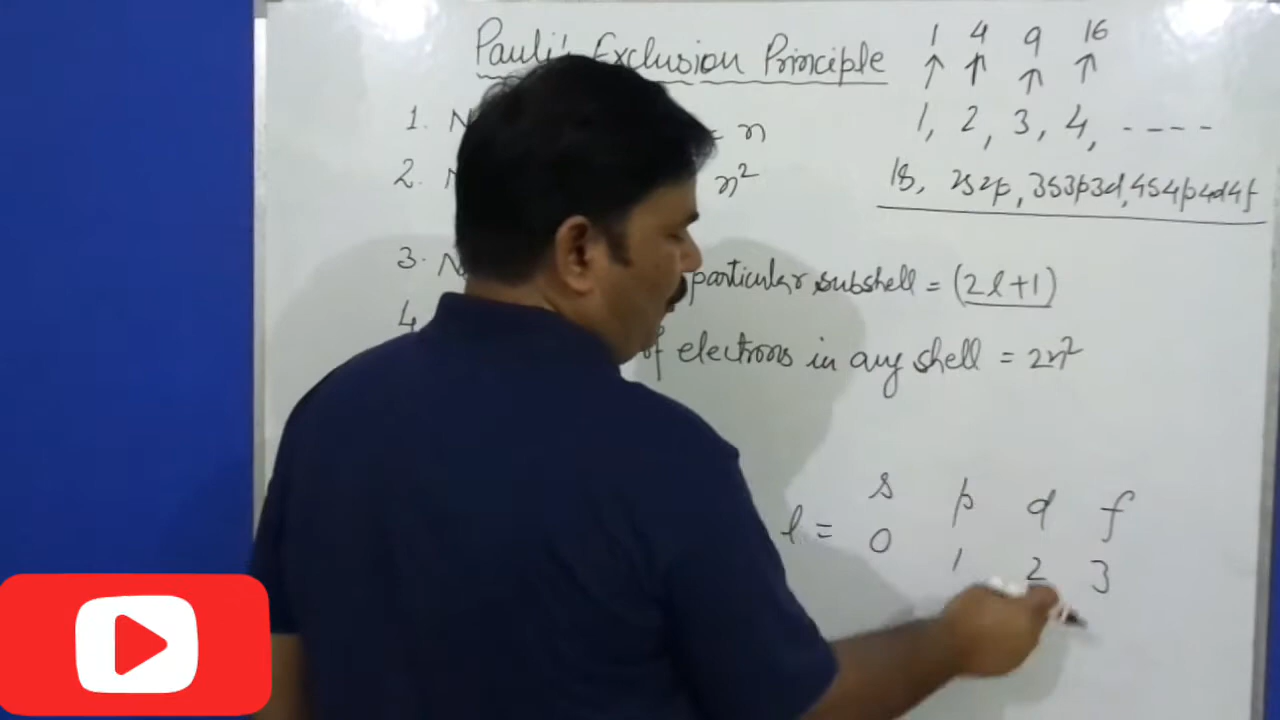 Pauli's Exclusion Principle
1 4 9 16
↑ ↑ ↑ ↑
1, 2, 3, 4, ----
1s, 2s2p, 3s3p3d, 4s4p4d4f
1. N = n
2. N n²
3. N particular subshell = (2l+1)
4 of electrons in any shell = 2n²
s p d f
l = 0 1 2 3